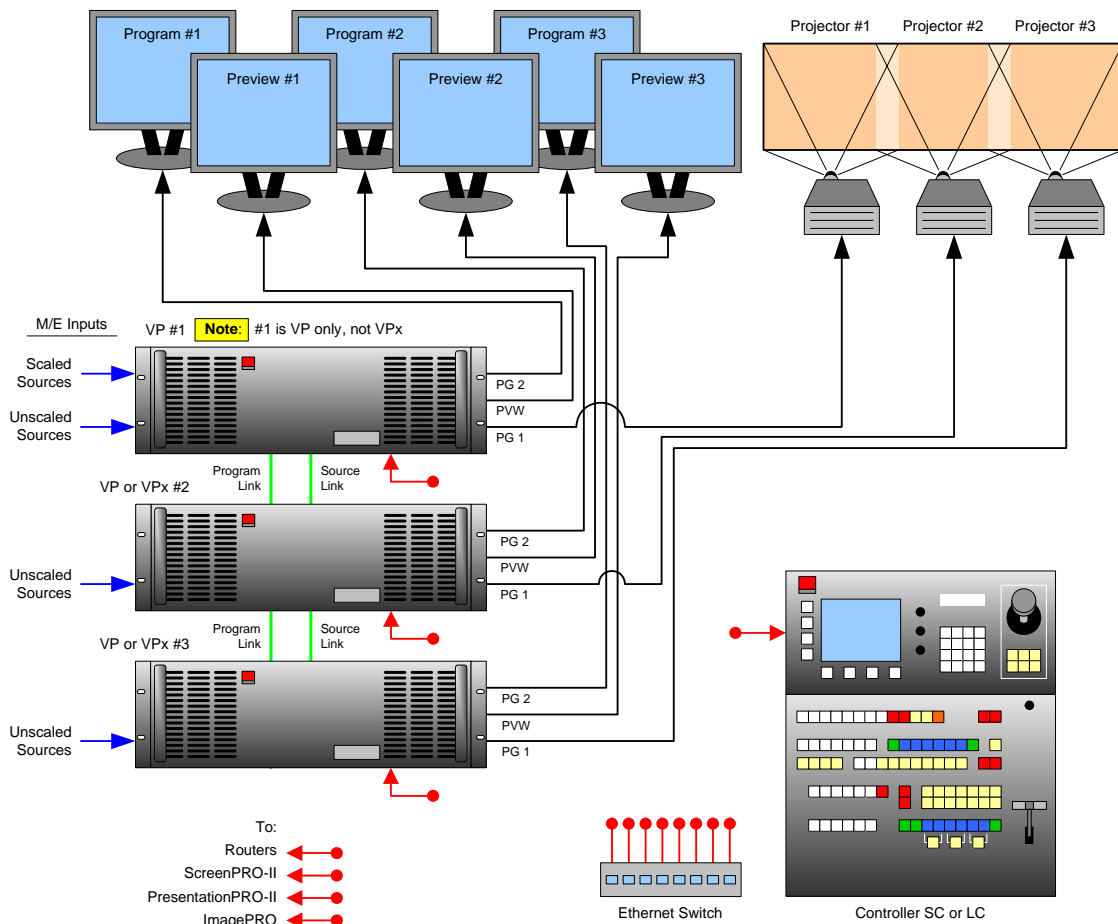 Program #1
Program #2
Program #3
Preview #1
Preview #2
Preview #3
Projector #1
Projector #2
Projector #3
M/E Inputs
VP #1
Note: #1 is VP only, not VPx
Scaled
Sources
Unscaled
Sources
PG 2
PVW
PG 1
Program
Link
Source
Link
VP or VPx #2
Unscaled
Sources
PG 2
PVW
PG 1
Program
Link
Source
Link
VP or VPx #3
Unscaled
Sources
PG 2
PVW
PG 1
To:
Routers
ScreenPRO-II
PresentationPRO-II
ImagePRO
Ethernet Switch
Controller SC or LC